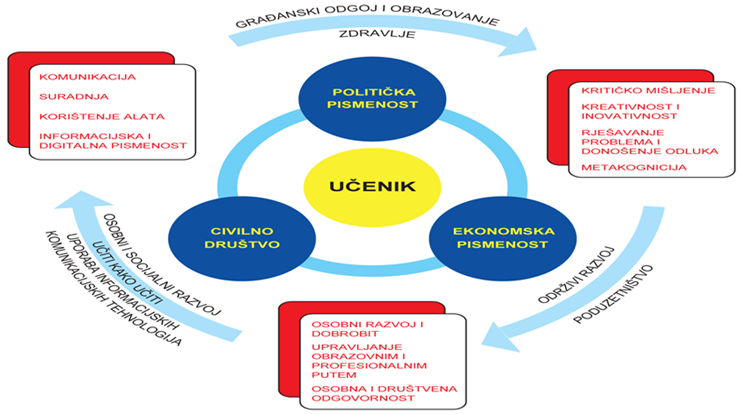 GRAĐANSKI ODGOJ I OBRAZOVANJE
ZDRAVLJE
KOMUNIKACIJA
SURADNJA
KORIŠTENJE ALATA
INFORMACIJSKA I
DIGITALNA PISMENOST
POLITIČKA
PISMENOST
KRITIČKO MIŠLJENJE
KREATIVNOST I
INOVATIVNOST
RJEŠAVANJE
PROBLEMA I
DONOŠENJE ODLUKA
METAKOGNICIJA
UČENIK
CIVILNO
DRUŠTVO
EKONOMSKA
PISMENOST
OSOBNI I SOCIJALNI RAZVOJ
UČITI KAKO UČITI
UPORABA INFORMACIJSKIH
KOMUNIKACIJSKIH TEHNOLOGIJA
ODRŽIVI RAZVOJ
PODUZETNIŠTVO
OSOBNI RAZVOJ I
DOBROBIT
UPRAVLJANJE
OBRAZOVNIM I
PROFESIONALNIM
PUTEM
OSOBNA I DRUŠTVENA
ODGOVORNOST